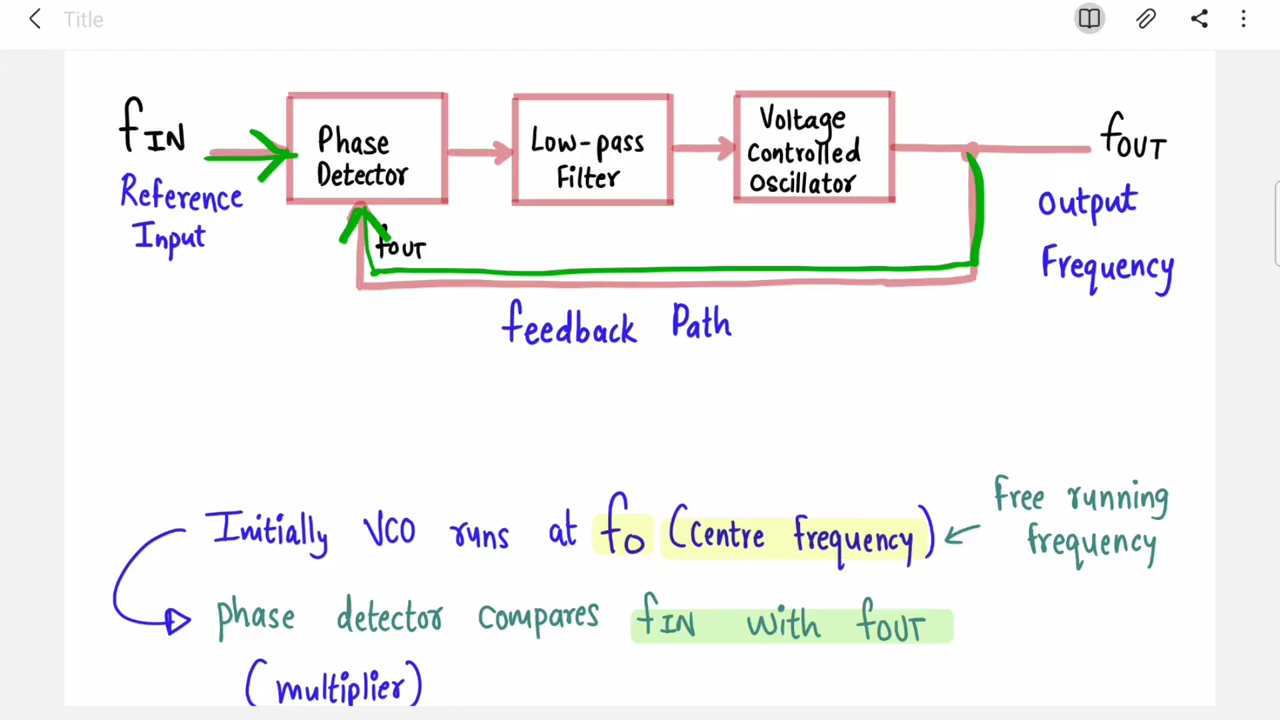 Title
fIN
Reference
Input
Phase
Detector
Low-pass
Filter
Voltage
Controlled
Oscillator
fOUT
Output
Frequency
fOUT
feedback Path
Initially VCO runs at fo (Centre frequency)
Free running
frequency
phase detector compares fIN with fOUT
(multiplier)